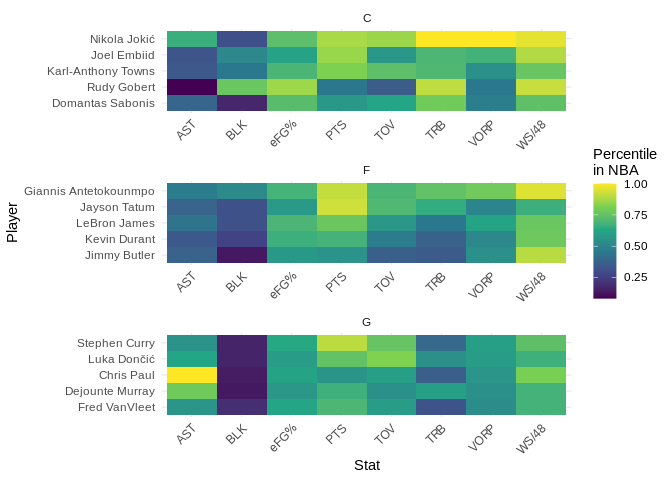 C
Nikola Jokić
Joel Embiid
Karl-Anthony Towns
Rudy Gobert
Domantas Sabonis
AST BLK eFG% PTS TOV TRB VORP WS/48
F
Giannis Antetokounmpo
Jayson Tatum
LeBron James
Kevin Durant
Jimmy Butler
AST BLK eFG% PTS TOV TRB VORP WS/48
G
Stephen Curry
Luka Dončić
Chris Paul
Dejounte Murray
Fred VanVleet
AST BLK eFG% PTS TOV TRB VORP WS/48
Stat
Player
Percentile
in NBA
1.00
0.75
0.50
0.25